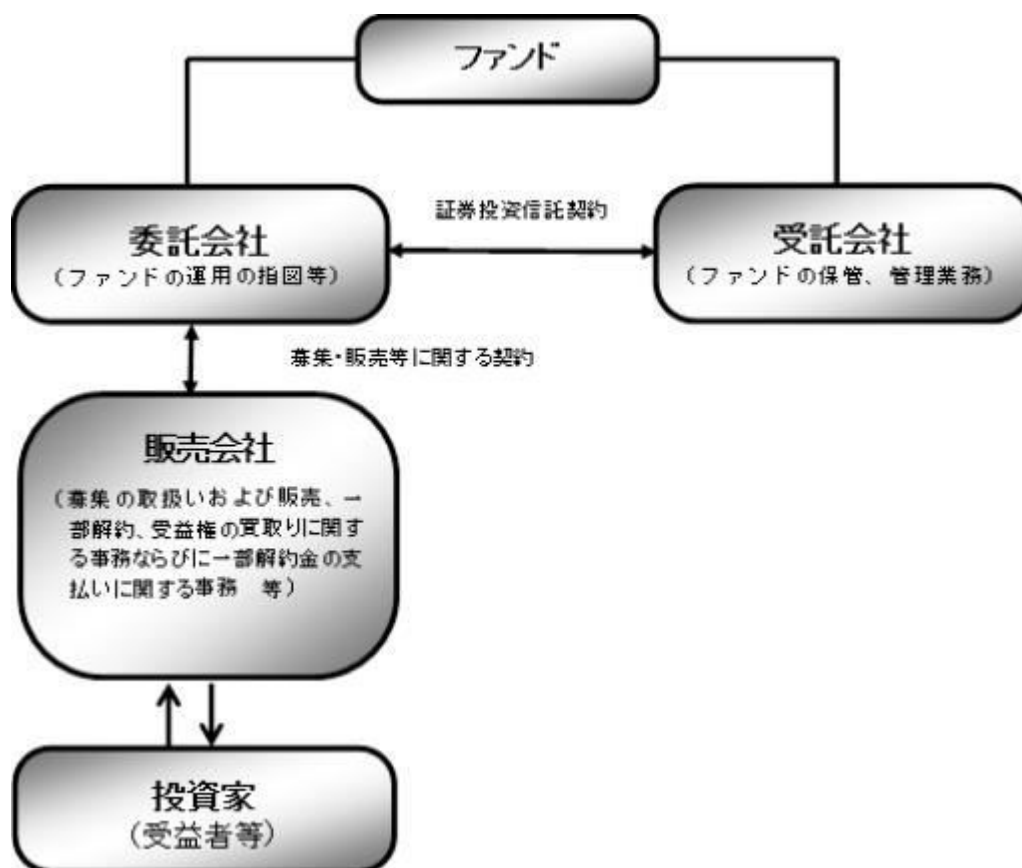 ファンド
証券投資信託契約
委託会社
（ファンドの運用の指図等）
受託会社
（ファンドの保管、管理業務）
募集・販売等に関する契約
販売会社
（募集の取扱いおよび販売、一
部解約、受益権の買取りに関す
る事務ならびに一部解約金の支
払いに関する事務　等）
投資家
（受益者等）